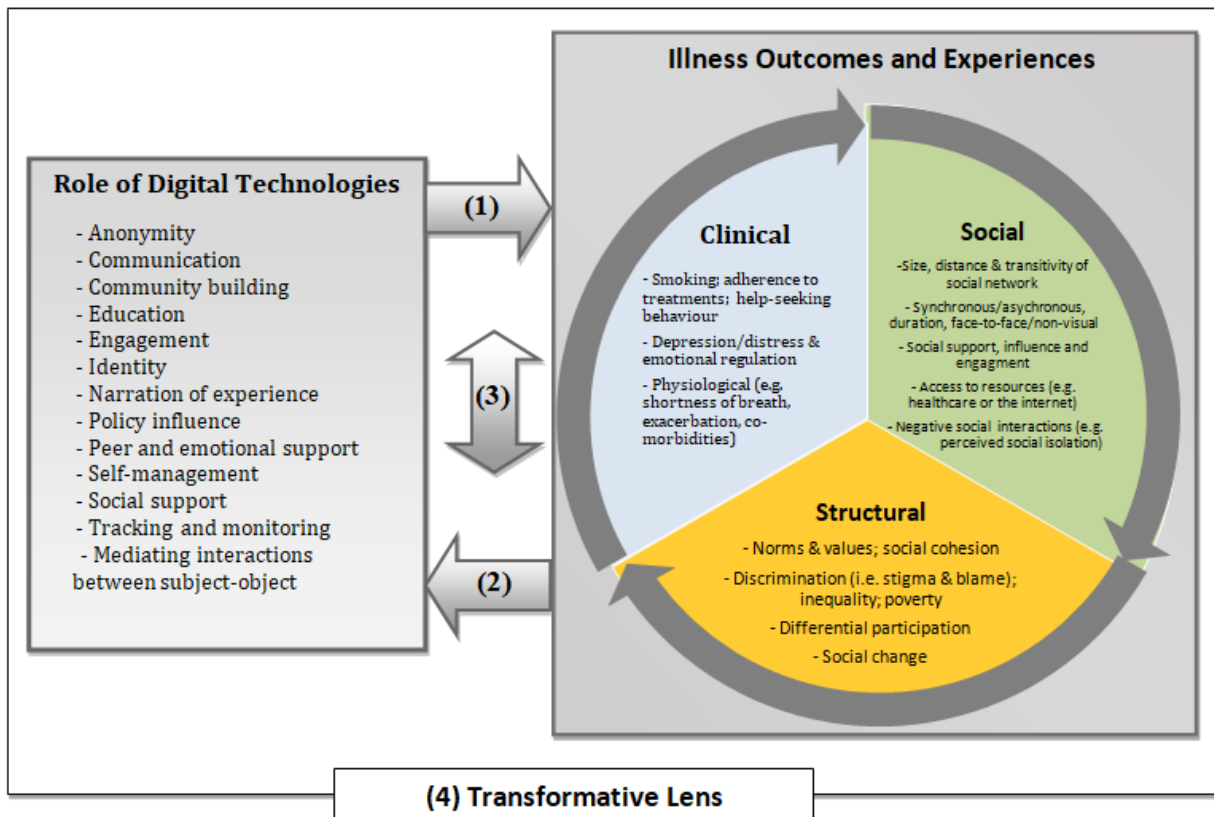 Illness Outcomes and Experiences
Role of Digital Technologies
- Anonymity
- Communication
- Community building
- Education
- Engagement
- Identity
- Narration of experience
- Policy influence
- Peer and emotional support
- Self-management
- Social support
- Tracking and monitoring
- Mediating interactions
between subject-object
(1)
(3)
(2)
Clinical
- Smoking; adherence to
treatments; help-seeking
behaviour
- Depression/distress &
emotional regulation
- Physiological (e.g.
shortness of breath,
exacerbation, co-
morbidities)
Social
-Size, distance & transitivity of
social network
- Synchronous/asychronous,
duration, face-to-face/non-visual
- Social support, influence and
engagment
- Access to resources (e.g.
healthcare or the internet)
- Negative social interactions (e.g.
perceived social isolation)
Structural
- Norms & values; social cohesion
- Discrimination (i.e. stigma & blame);
inequality; poverty
- Differential participation
- Social change
(4) Transformative Lens